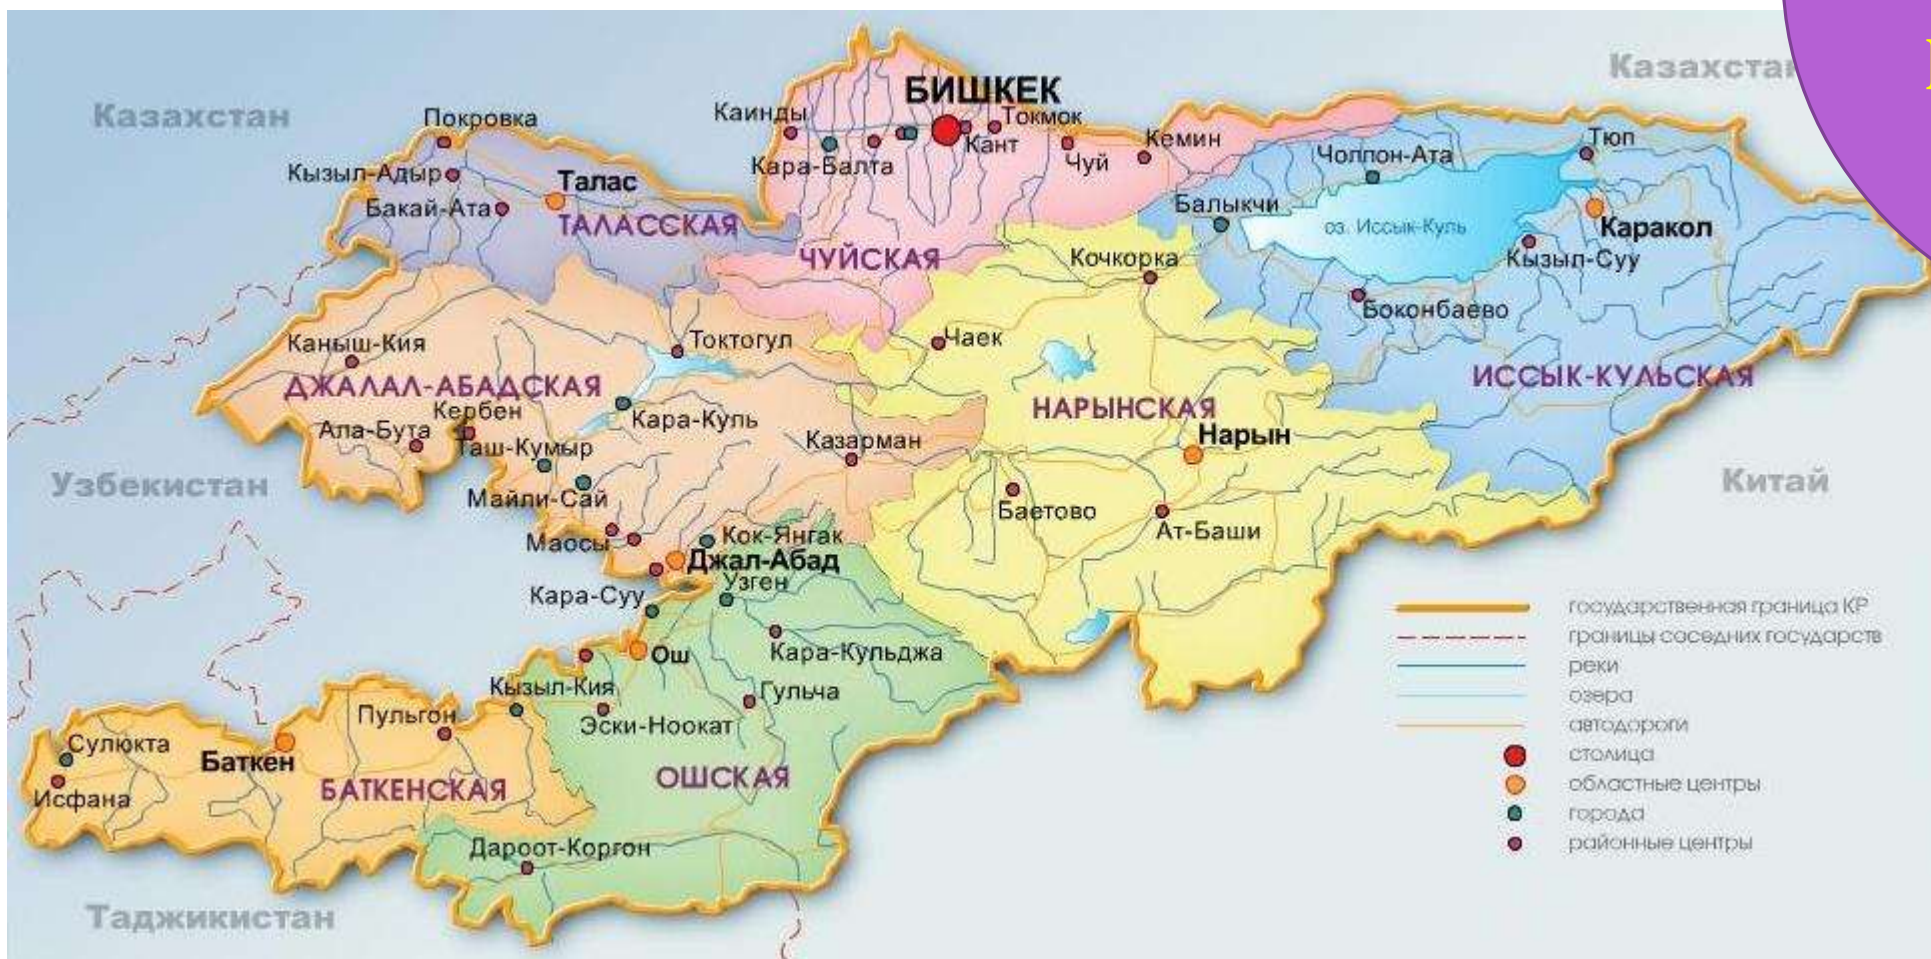 Казахстан
Казахстан
БИШКЕК
Покровка
Каинды
Токмок
Кант
Кемин
Тюп
Чолпон-Ата
Чуй
Кара-Балта
Кызыл-Адыр
Талас
Бакай-Ата
ТАЛАССКАЯ
Балыкчи
оз. Иссык-Куль
Каракол
ЧУЙСКАЯ
Кочкорка
Кызыл-Суу
Боконбаево
Каныш-Кия
Токтогул
Чаек
ДЖАЛАЛ-АБАДСКАЯ
ИССЫК-КУЛЬСКАЯ
Кербен
Кара-Куль
НАРЫНСКАЯ
Ала-Бута
Таш-Кумыр
Казарман
Нарын
Узбекистан
Китай
Майли-Сай
Баетово
Ат-Баши
Маосы
Кок-Янгак
Джал-Абад
Узген
Кара-Суу
Ош
Кара-Кульджа
Кызыл-Кия
Гульча
Пульгон
Эски-Ноокат
Сулюкта
Баткен
ОШСКАЯ
БАТКЕНСКАЯ
Исфана
Дароот-Коргон
Таджикистан
государственная граница КР
границы соседних государств
реки
озера
автодороги
столица
областные центры
города
районные центры